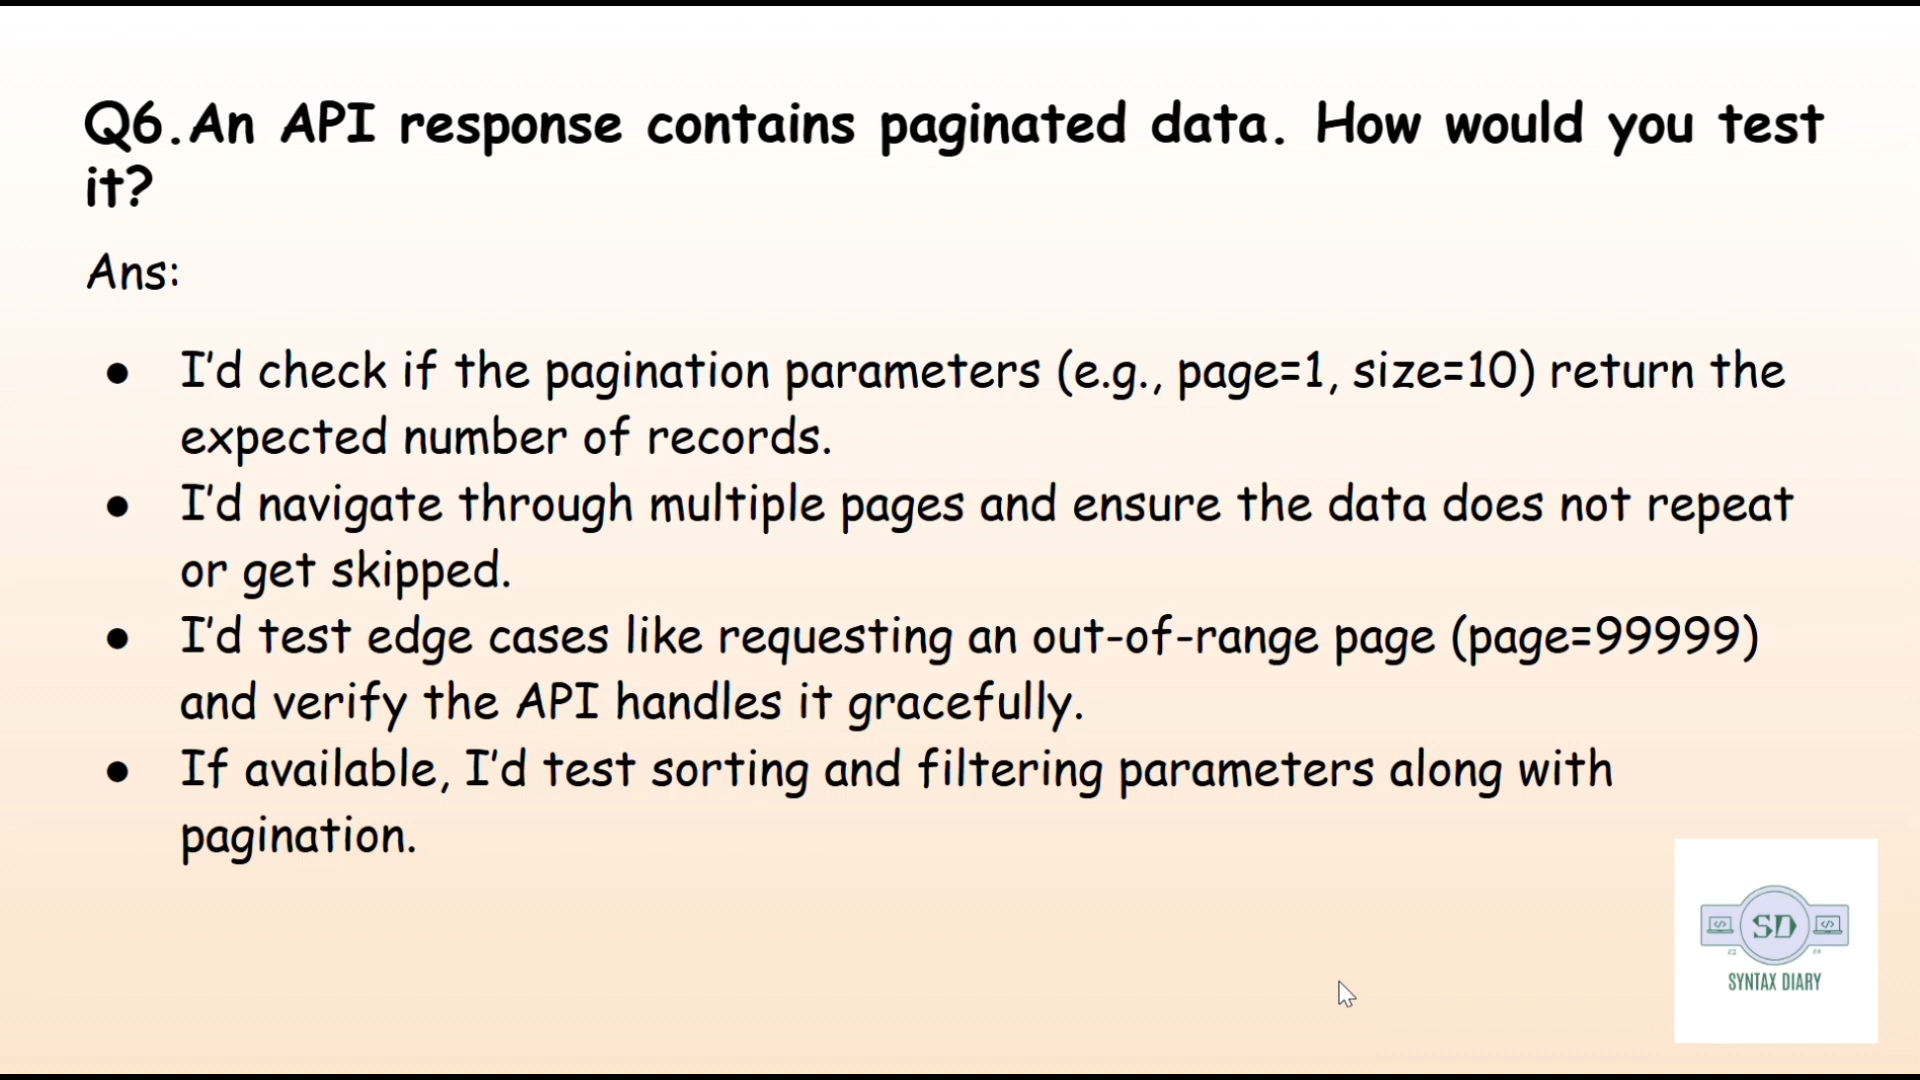 Q6.An API response contains paginated data. How would you test
it?
Ans:
● I'd check if the pagination parameters (e.g., page=1, size=10) return the
expected number of records.
● I'd navigate through multiple pages and ensure the data does not repeat
or get skipped.
● I'd test edge cases like requesting an out-of-range page (page=99999)
and verify the API handles it gracefully.
● If available, I'd test sorting and filtering parameters along with
pagination.
</> SD </>
SYNTAX DIARY